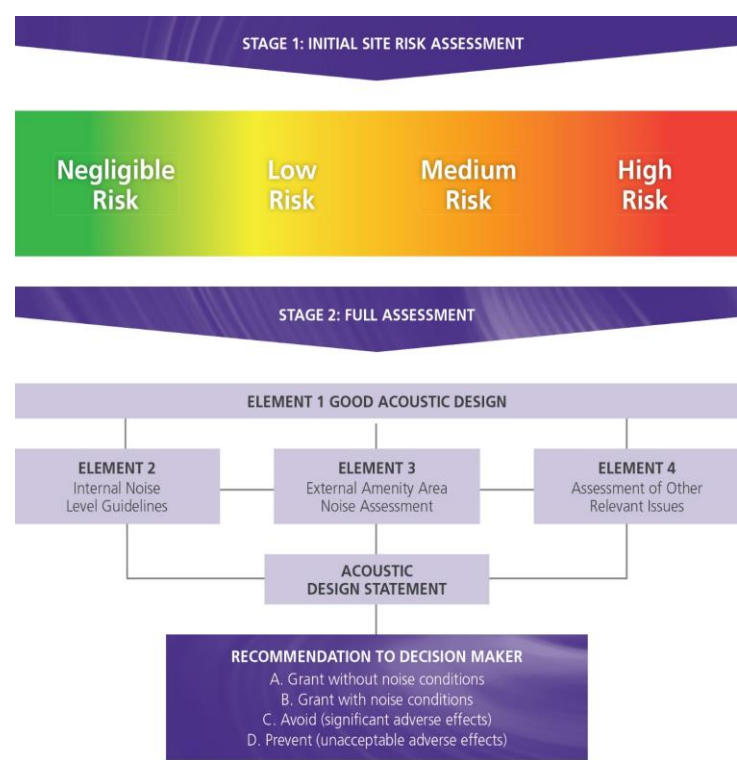 STAGE 1: INITIAL SITE RISK ASSESSMENT
Negligible
Risk
Low
Risk
Medium
Risk
High
Risk
STAGE 2: FULL ASSESSMENT
ELEMENT 1 GOOD ACOUSTIC DESIGN
ELEMENT 2
Internal Noise
Level Guidelines
ELEMENT 3
External Amenity Area
Noise Assessment
ELEMENT 4
Assessment of Other
Relevant Issues
ACOUSTIC
DESIGN STATEMENT
RECOMMENDATION TO DECISION MAKER
A. Grant without noise conditions
B. Grant with noise conditions
C. Avoid (significant adverse effects)
D. Prevent (unacceptable adverse effects)